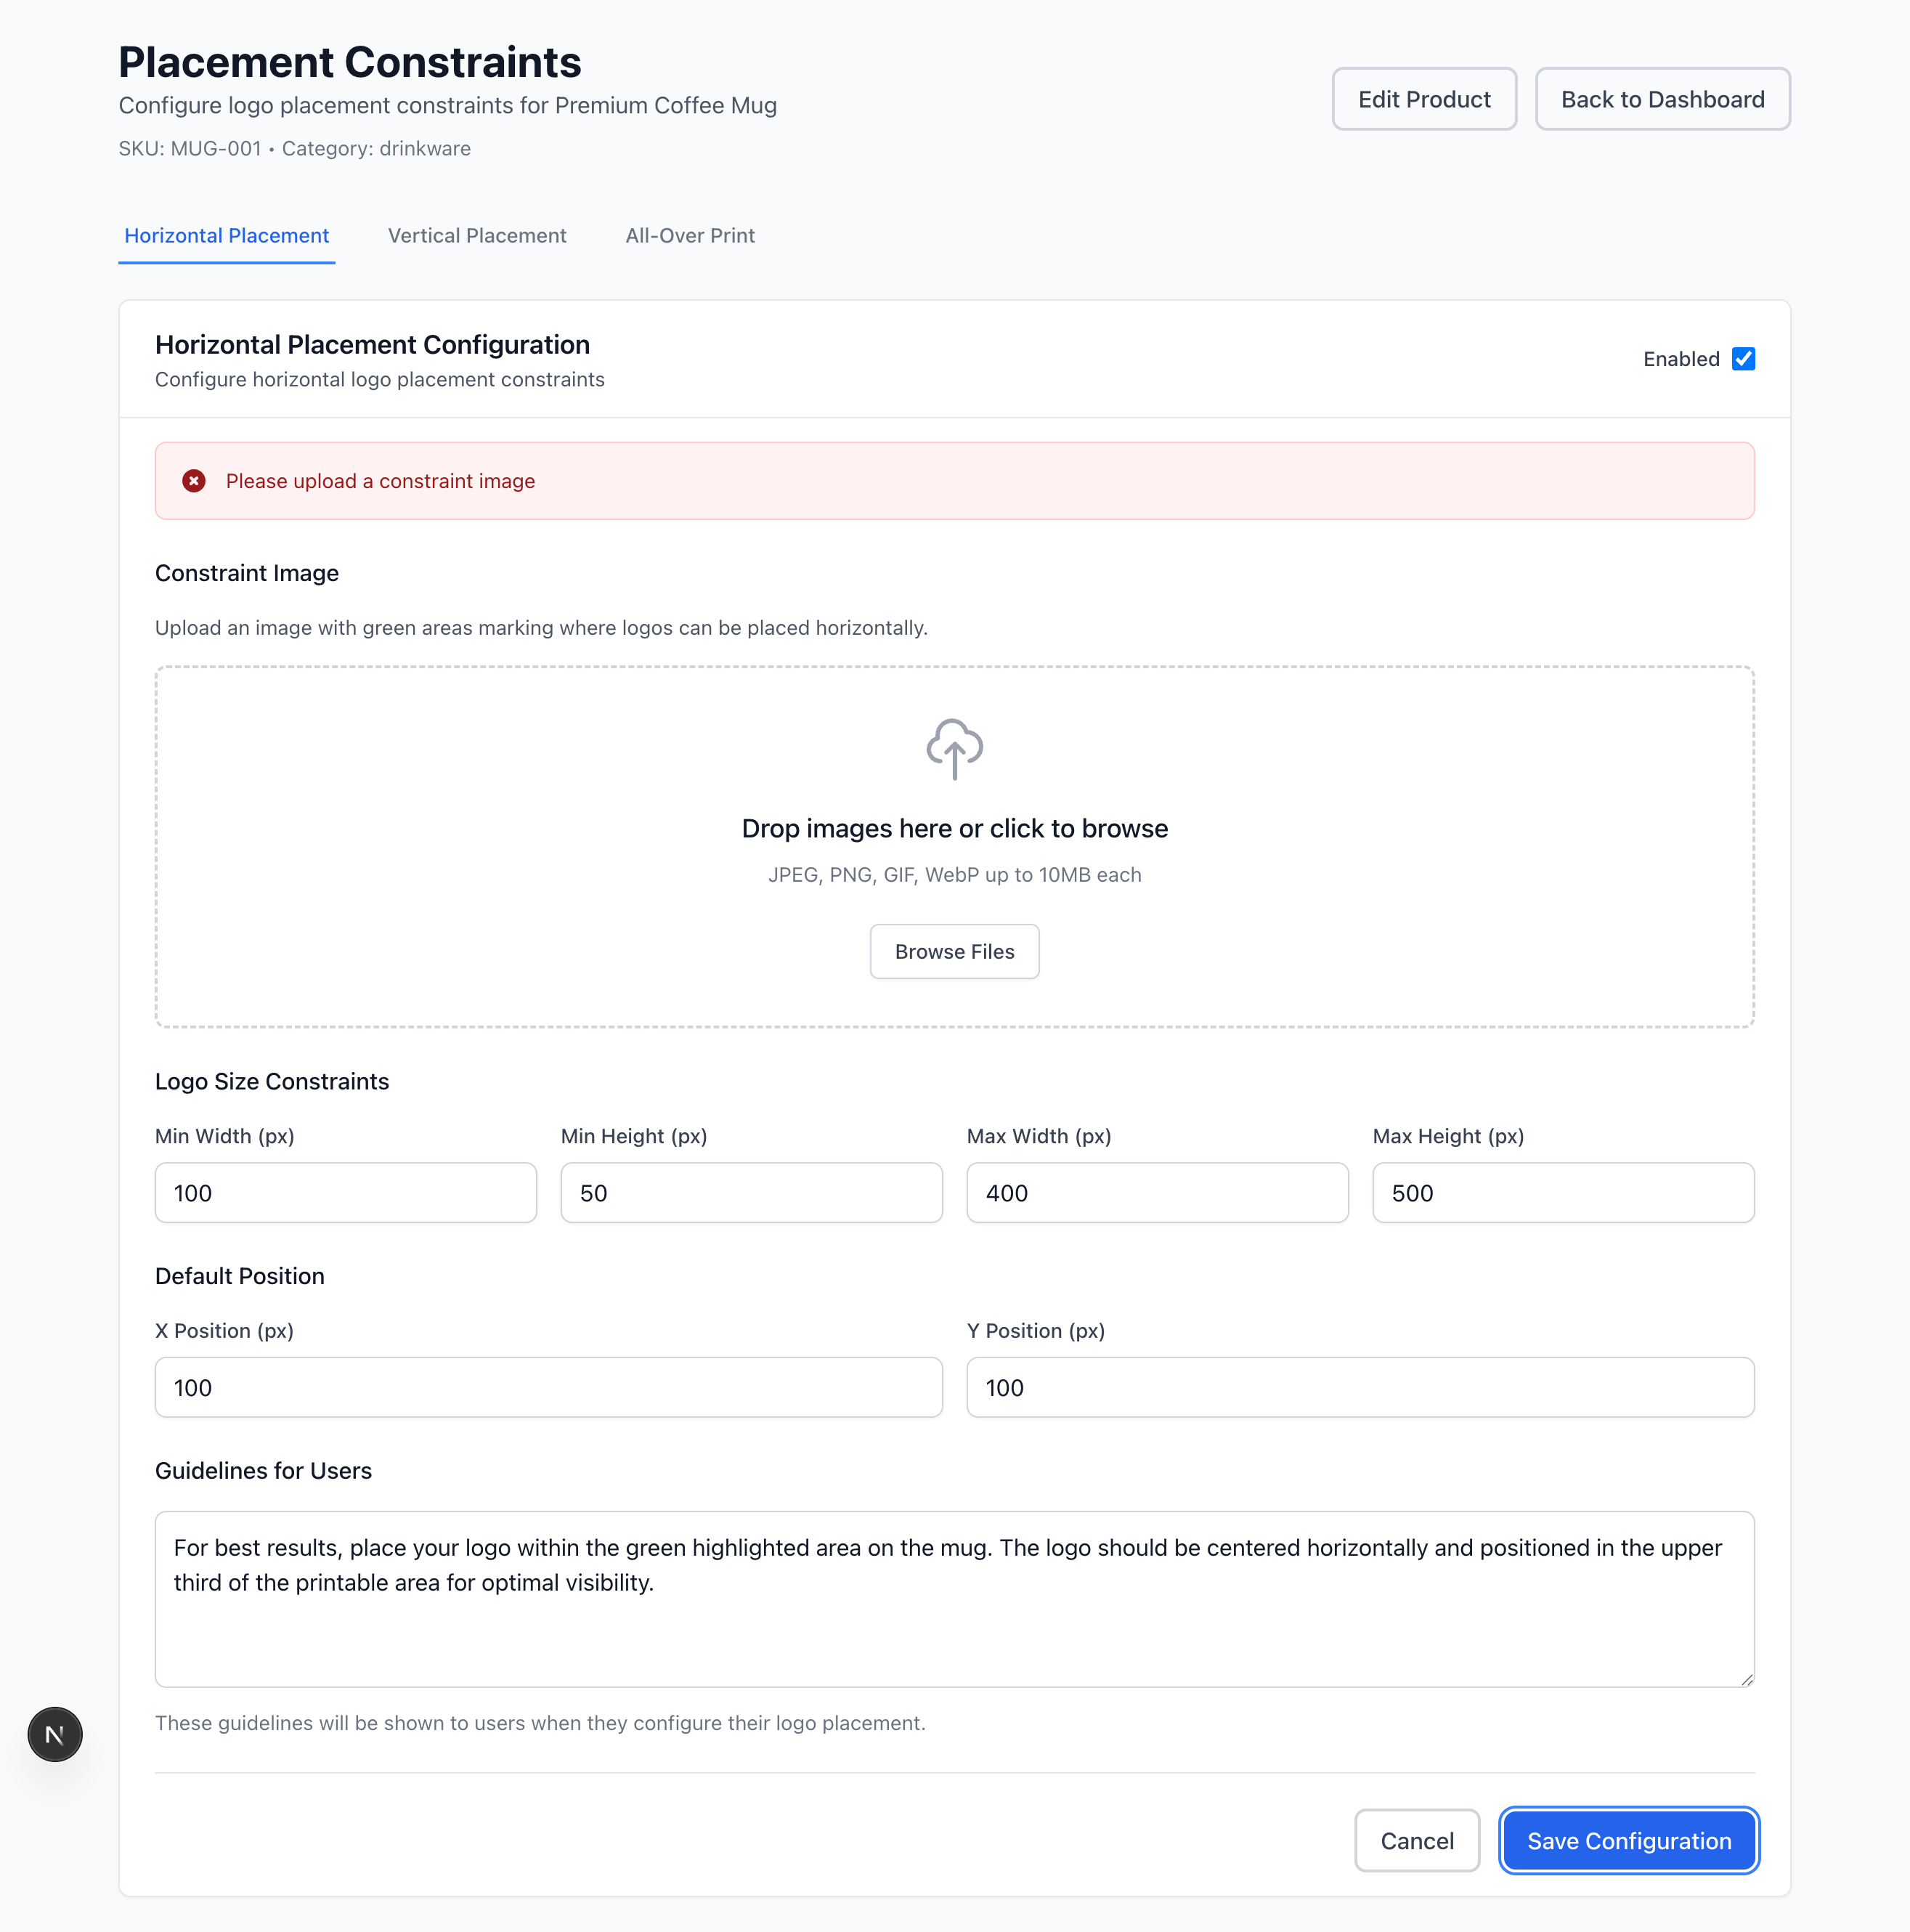 Placement Constraints
Configure logo placement constraints for Premium Coffee Mug
SKU: MUG-001 • Category: drinkware
Edit Product
Back to Dashboard
Horizontal Placement
Vertical Placement
All-Over Print
Horizontal Placement Configuration
Configure horizontal logo placement constraints
Enabled
Please upload a constraint image
Constraint Image
Upload an image with green areas marking where logos can be placed horizontally.
Drop images here or click to browse
JPEG, PNG, GIF, WebP up to 10MB each
Browse Files
Logo Size Constraints
Min Width (px)
Min Height (px)
Max Width (px)
Max Height (px)
100
50
400
500
Default Position
X Position (px)
Y Position (px)
100
100
Guidelines for Users
For best results, place your logo within the green highlighted area on the mug. The logo should be centered horizontally and positioned in the upper
third of the printable area for optimal visibility.
N
These guidelines will be shown to users when they configure their logo placement.
Cancel
Save Configuration